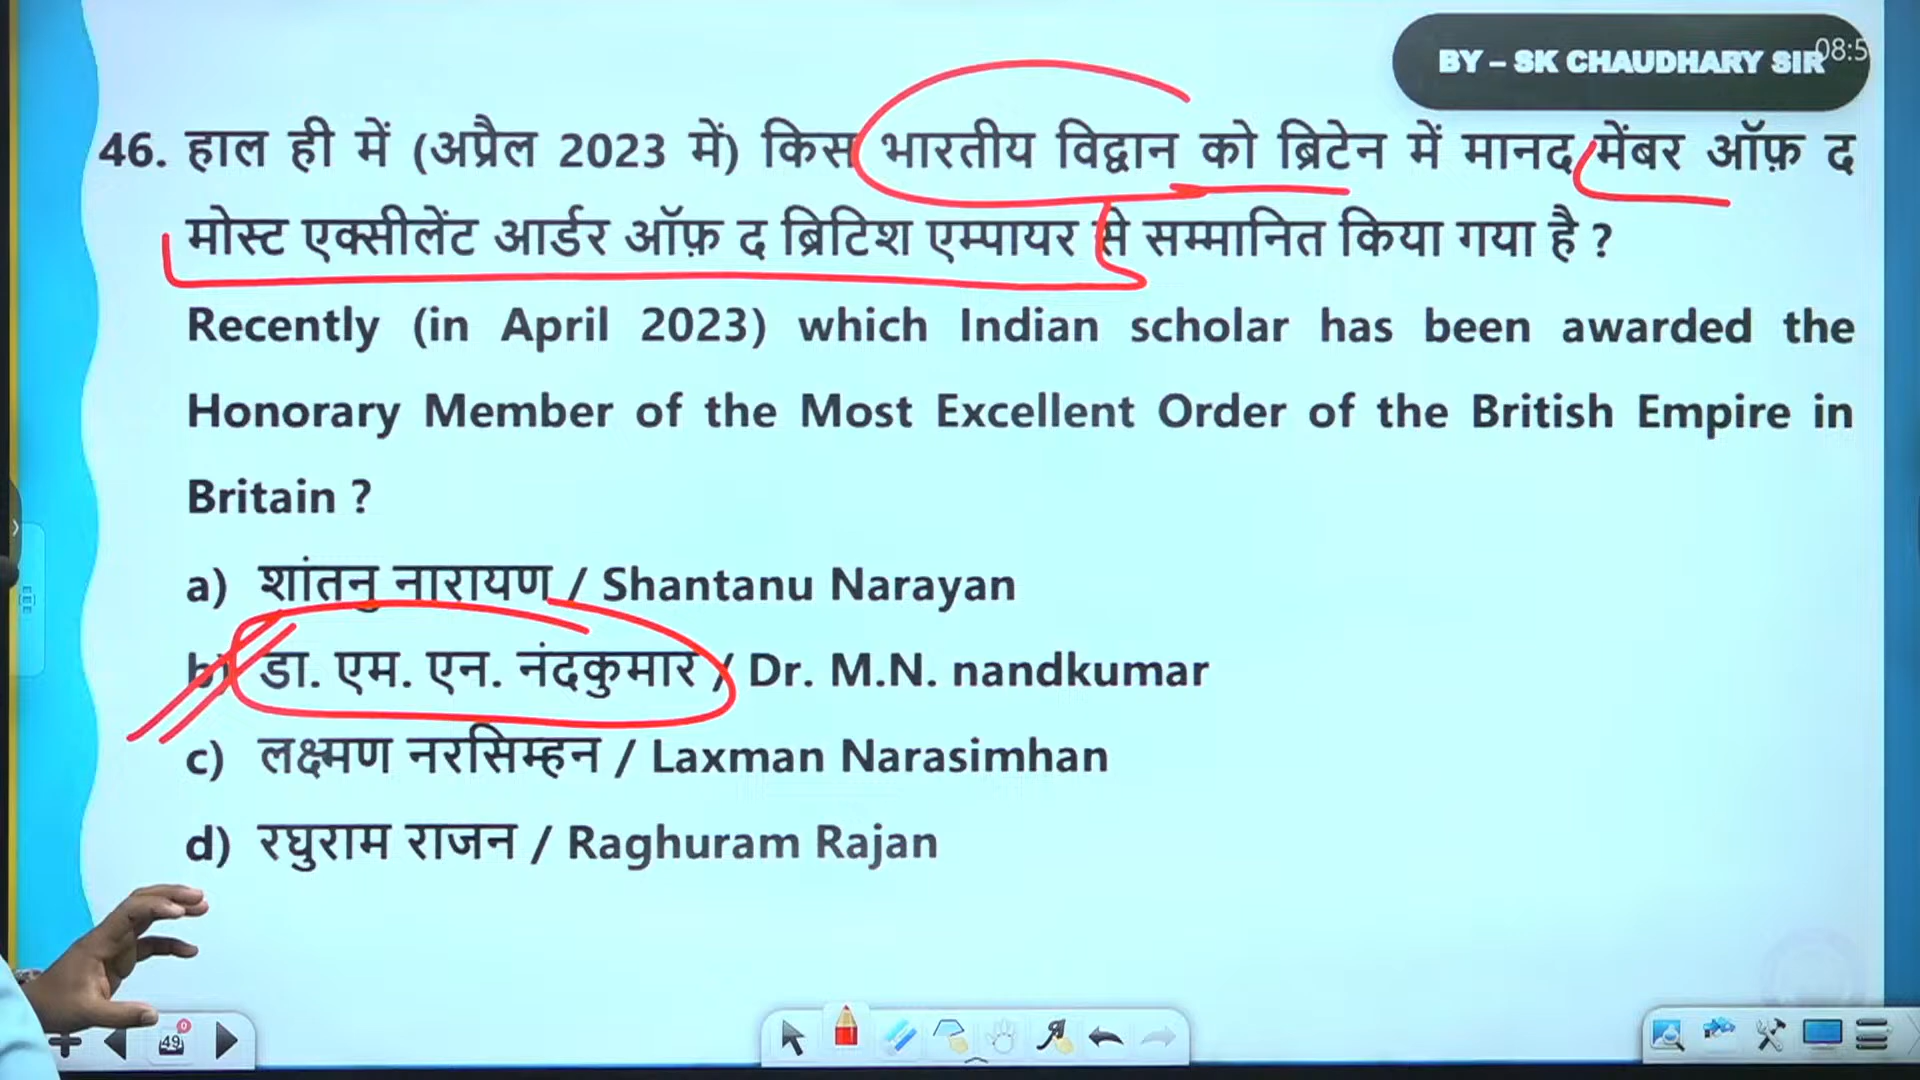 BY – SK CHAUDHARY SIR
08:5
46. हाल ही में (अप्रैल 2023 में) किस भारतीय विद्वान को ब्रिटेन में मानद मेंबर ऑफ़ द
मोस्ट एक्सीलेंट आर्डर ऑफ़ द ब्रिटिश एम्पायर से सम्मानित किया गया है ?
Recently (in April 2023) which Indian scholar has been awarded the
Honorary Member of the Most Excellent Order of the British Empire in
Britain ?
a) शांतनु नारायण / Shantanu Narayan
b) डा. एम. एन. नंदकुमार / Dr. M.N. nandkumar
c) लक्ष्मण नरसिम्हन / Laxman Narasimhan
d) रघुराम राजन / Raghuram Rajan
49
0